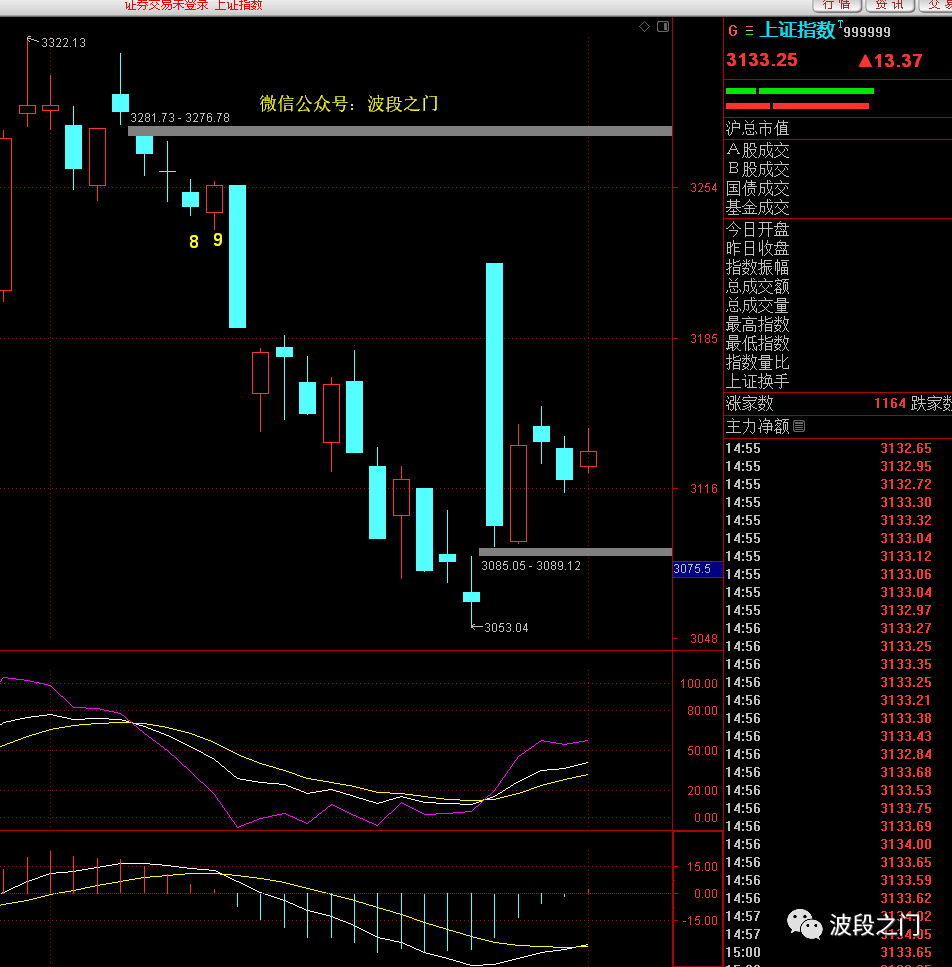 证券交易未登录 上证指数
行情 资讯
3322.13
微信公众号：波段之门
3281.73 - 3276.78
8 9
3254
3185
3116
3085.05 - 3089.12
3075.5
3053.04
3048
100.00
80.00
50.00
20.00
0.00
15.00
0.00
-15.00
G 上证指数T 999999
3133.25 ▲13.37
沪总市值
A股成交
B股成交
国债成交
基金成交
今日开盘
昨日收盘
指数振幅
总成交额
总成交量
最高指数
最低指数
指数量比
上证换手
涨家数 1164 跌家数
主力净额
14:55 3132.65
14:55 3132.95
14:55 3132.72
14:55 3133.30
14:55 3133.32
14:55 3133.04
14:55 3133.12
14:55 3133.06
14:55 3133.04
14:55 3132.97
14:56 3133.27
14:56 3133.25
14:56 3133.35
14:56 3133.25
14:56 3133.21
14:56 3133.38
14:56 3133.43
14:56 3132.84
14:56 3133.68
14:56 3133.53
14:56 3133.75
14:56 3133.69
14:56 3134.00
14:56 3133.65
14:56 3133.59
14:56 3133.62
14:57
波段之门
14:57
15:00 3133.65